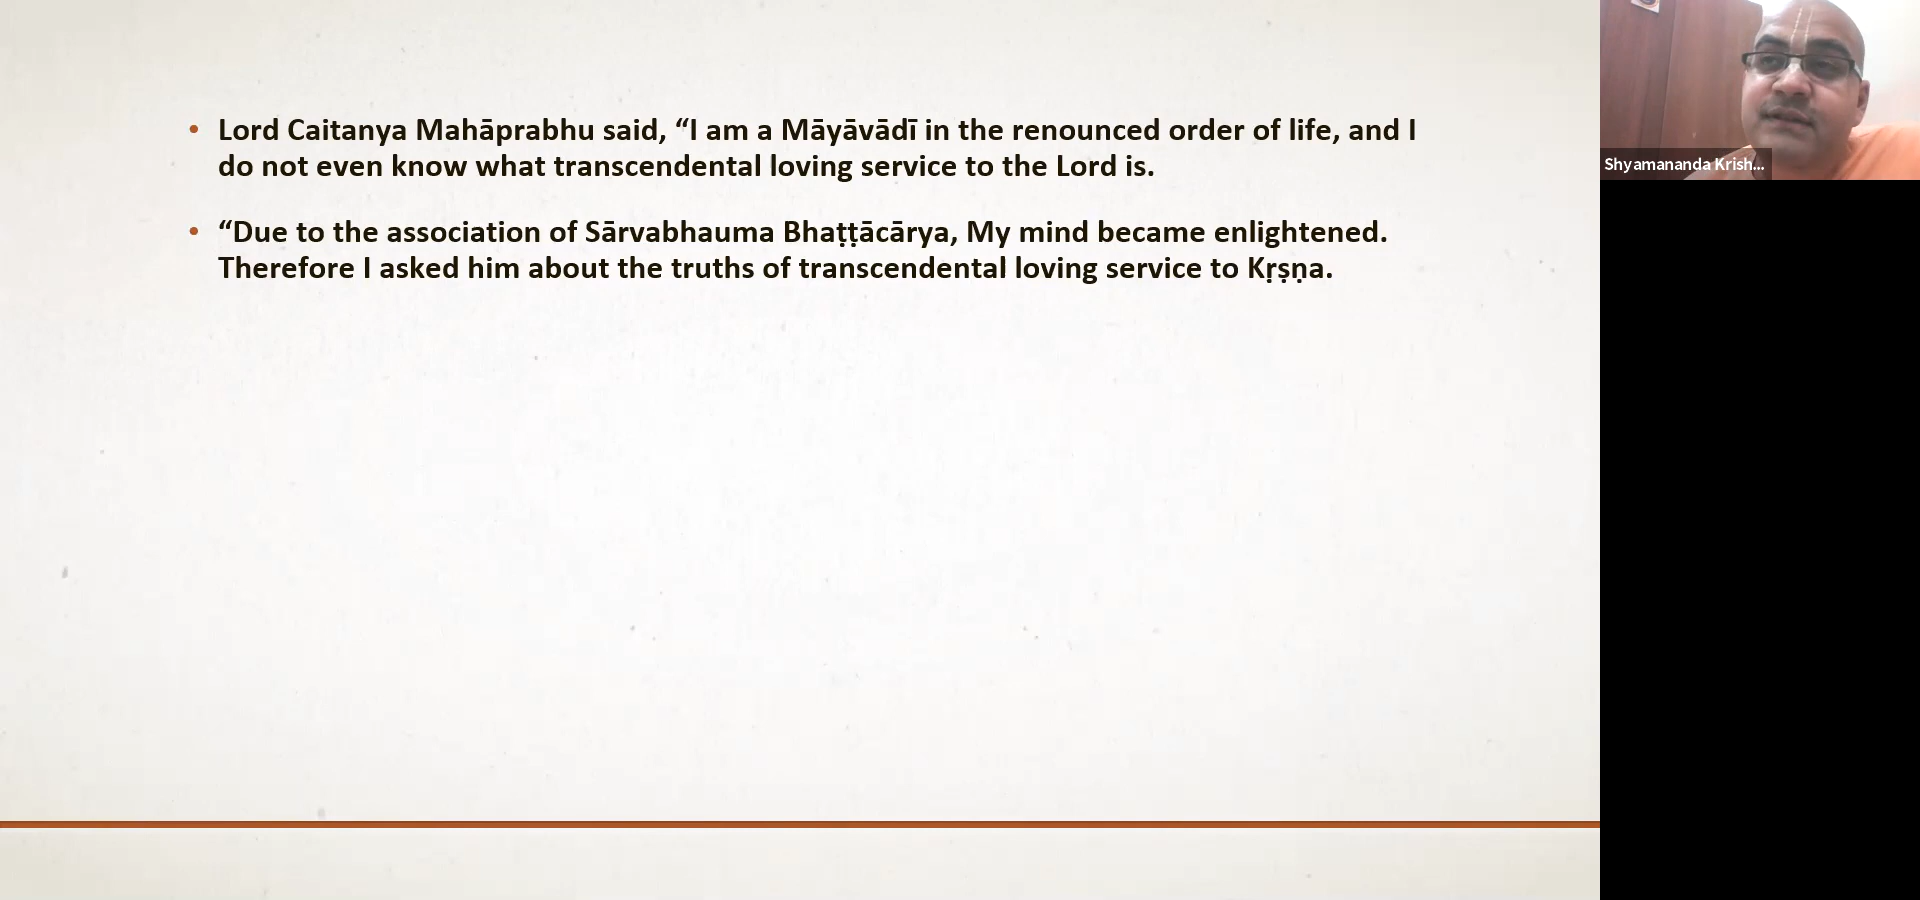 Lord Caitanya Mahāprabhu said, “I am a Māyāvādī in the renounced order of life, and I
do not even know what transcendental loving service to the Lord is.
“Due to the association of Sārvabhauma Bhaṭṭācārya, My mind became enlightened.
Therefore I asked him about the truths of transcendental loving service to Kṛṣṇa.
Shyamananda Krish...